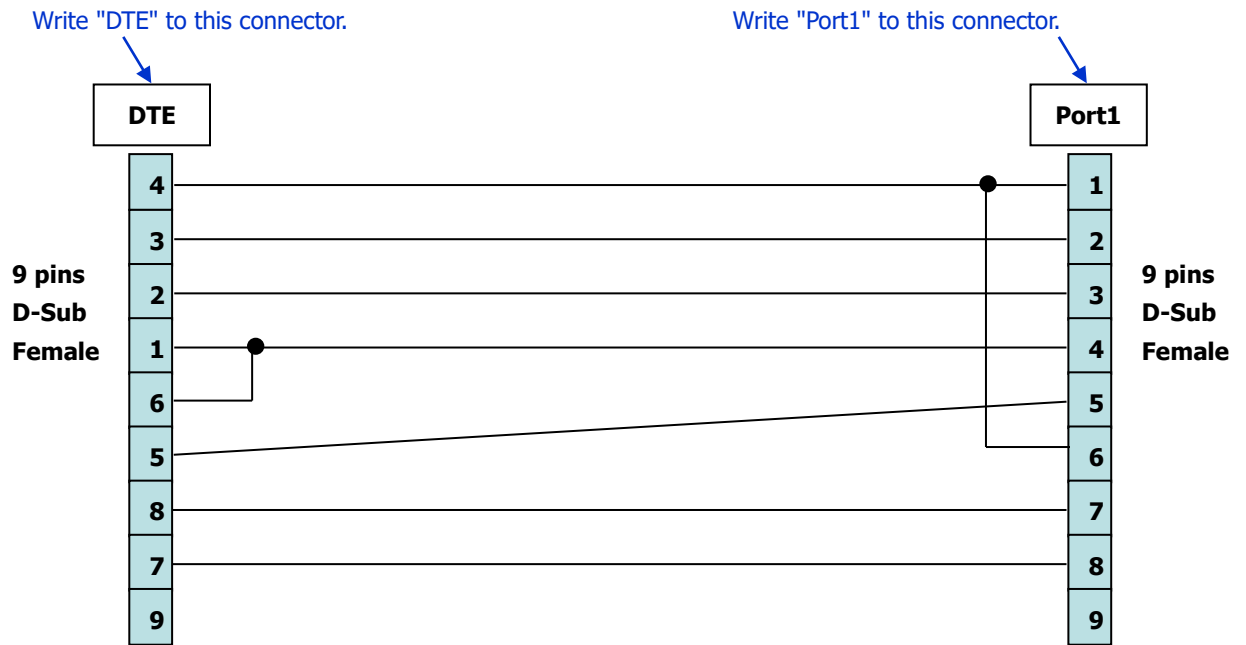 Write "DTE" to this connector.
Write "Port1" to this connector.
DTE
Port1
9 pins
D-Sub
Female
4
3
2
1
6
5
8
7
9
1
2
3
4
5
6
7
8
9
9 pins
D-Sub
Female